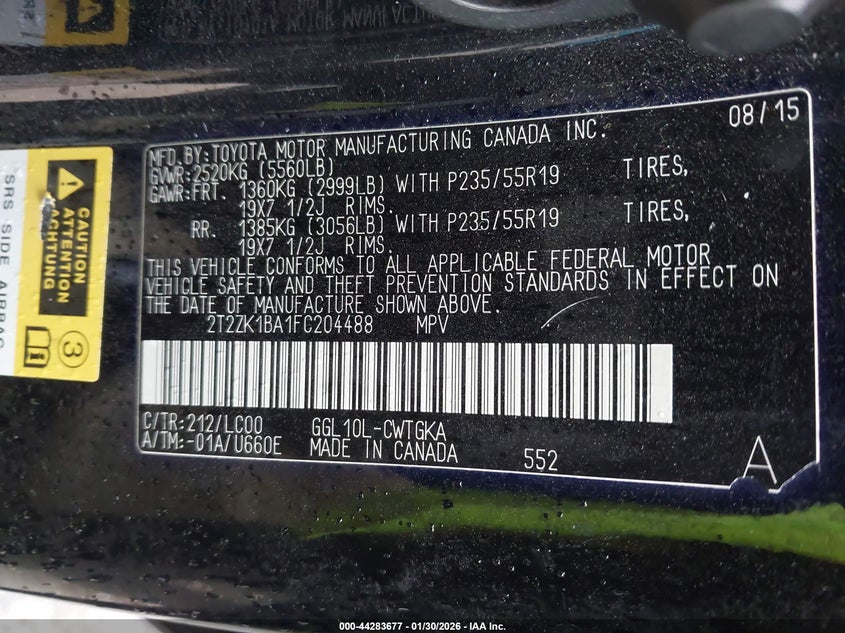 08/15
MFD.BY:TOYOTA MOTOR MANUFACTURING CANADA INC.
GVWR:2520KG (5560LB)
GAWR:FRT. 1360KG (2999LB) WITH P235/55R19 TIRES,
19X7 1/2J RIMS.
RR. 1385KG (3056LB) WITH P235/55R19 TIRES,
19X7 1/2J RIMS.
THIS VEHICLE CONFORMS TO ALL APPLICABLE FEDERAL MOTOR
VEHICLE SAFETY AND THEFT PREVENTION STANDARDS IN EFFECT ON
THE DATE OF MANUFACTURE SHOWN ABOVE.
2T2ZK1BA1FC204488 MPV
C/TR:212/LC00 GGL10L-CWTGKA
A/TM:-01A/U660E MADE IN CANADA 552
A
CAUTION
ACHTUNG
SRS SIDE AIRBAG
3
000-44283677 - 01/30/2026 - IAA Inc.